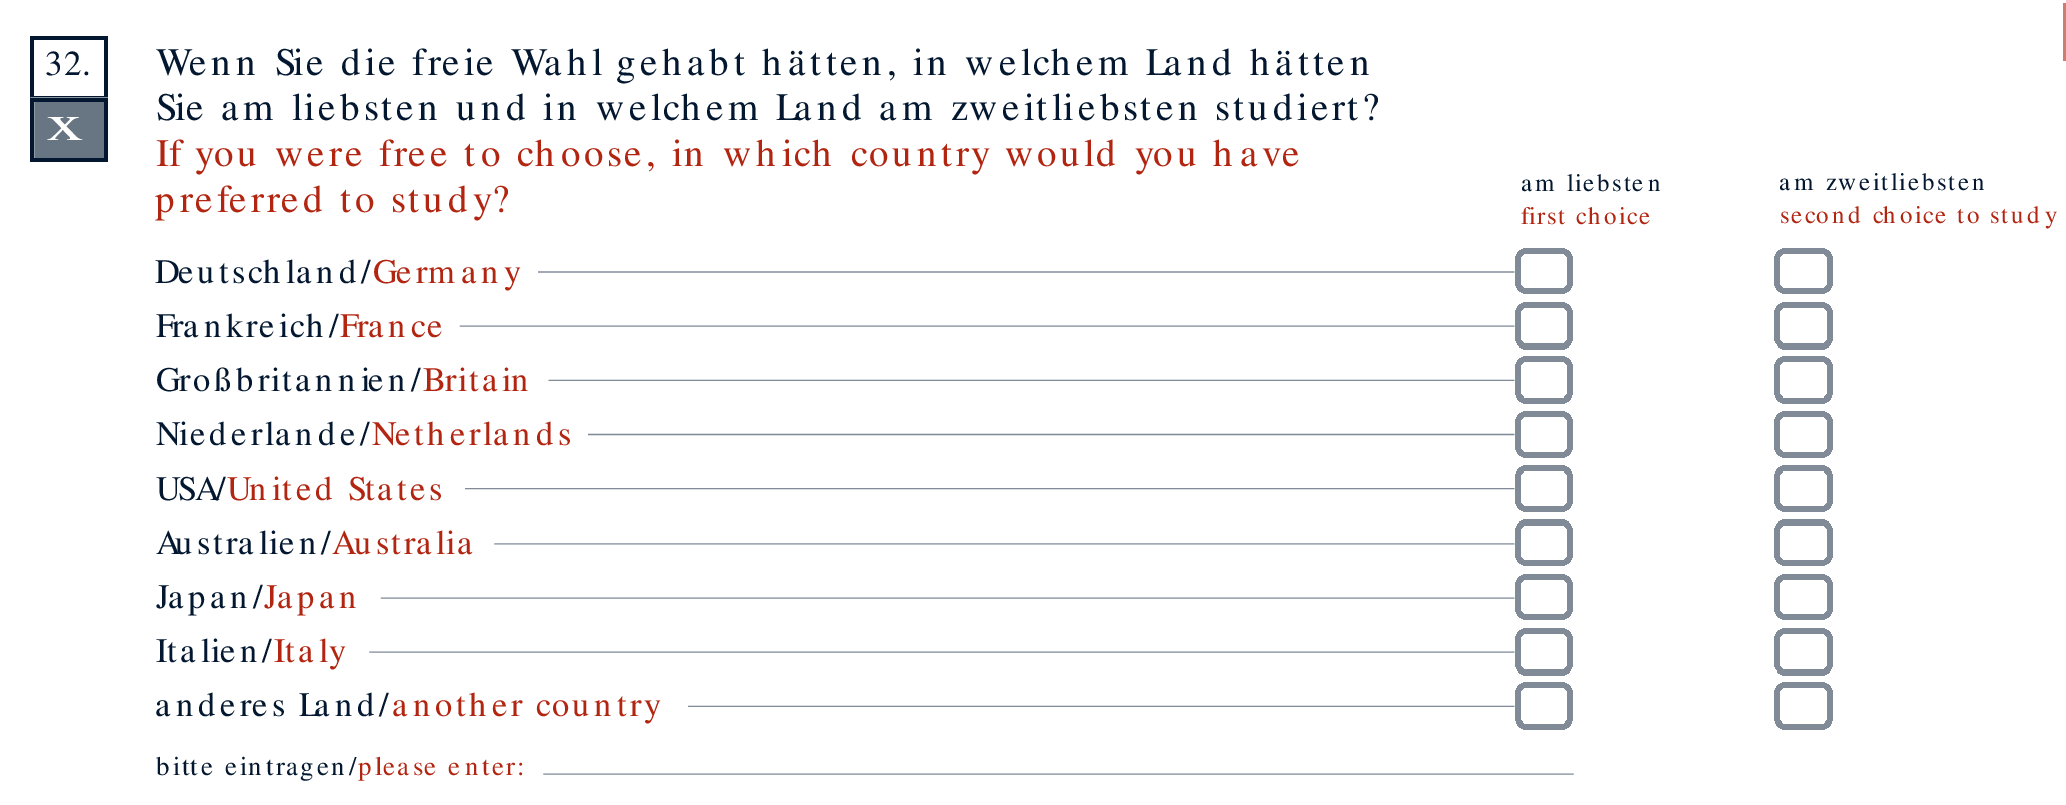 32.
X
Wenn Sie die freie Wahl gehabt hätten, in welchem Land hätten
Sie am liebsten und in welchem Land am zweitliebsten studiert?
If you were free to choose, in which country would you have
preferred to study?
am liebsten
first choice
am zweitliebsten
second choice to study
Deutschland/Germany
Frankreich/France
Großbritannien/Britain
Niederlande/Netherlands
USA/United States
Australien/Australia
Japan/Japan
Italien/Italy
anderes Land/another country
bitte eintragen/please enter: